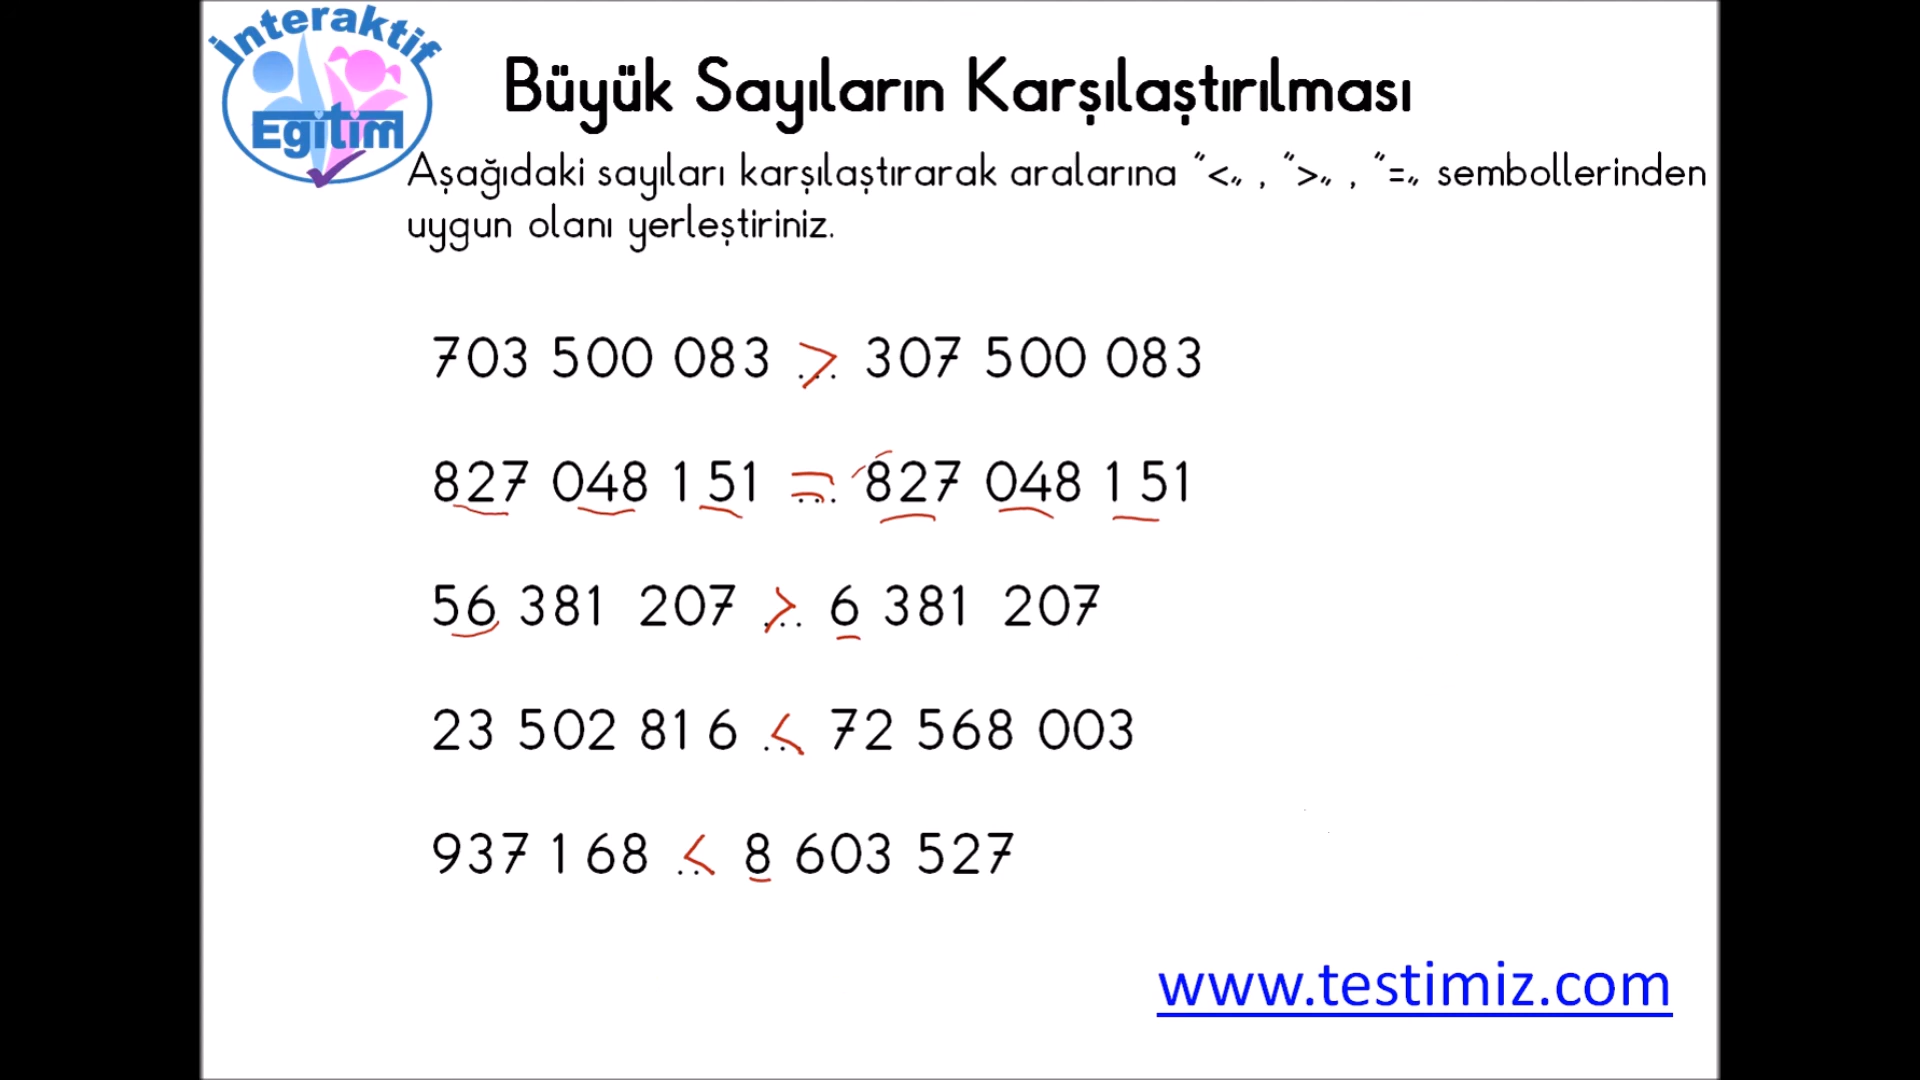 İnteraktif
Eğitim
Büyük Sayıların Karşılaştırılması
Aşağıdaki sayıları karşılaştırarak aralarına "<„ , ">„ , "=„ sembollerinden
uygun olanı yerleştiriniz.
703 500 083 > 307 500 083
827 048 151 = 827 048 151
56 381 207 > 6 381 207
23 502 816 < 72 568 003
937 168 < 8 603 527
www.testimiz.com